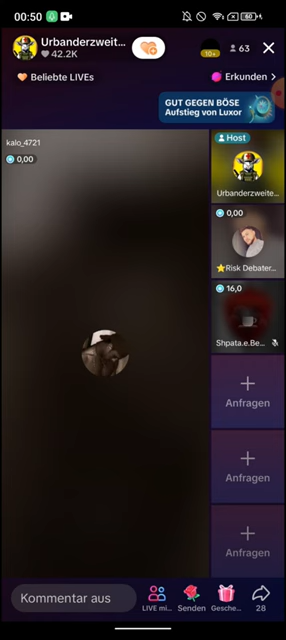 00:50
60
Urbanderzweit...
42.2K
10+
63
Beliebte LIVEs
Erkunden >
GUT GEGEN BÖSE
Aufstieg von Luxor
kalo_4721
0,00
Host
Urbanderzweite...
0,00
Risk Debater...
16,0
Shpata.e.Be...
Anfragen
Anfragen
Anfragen
Kommentar aus
LIVE mi...
Senden
Gesche...
28